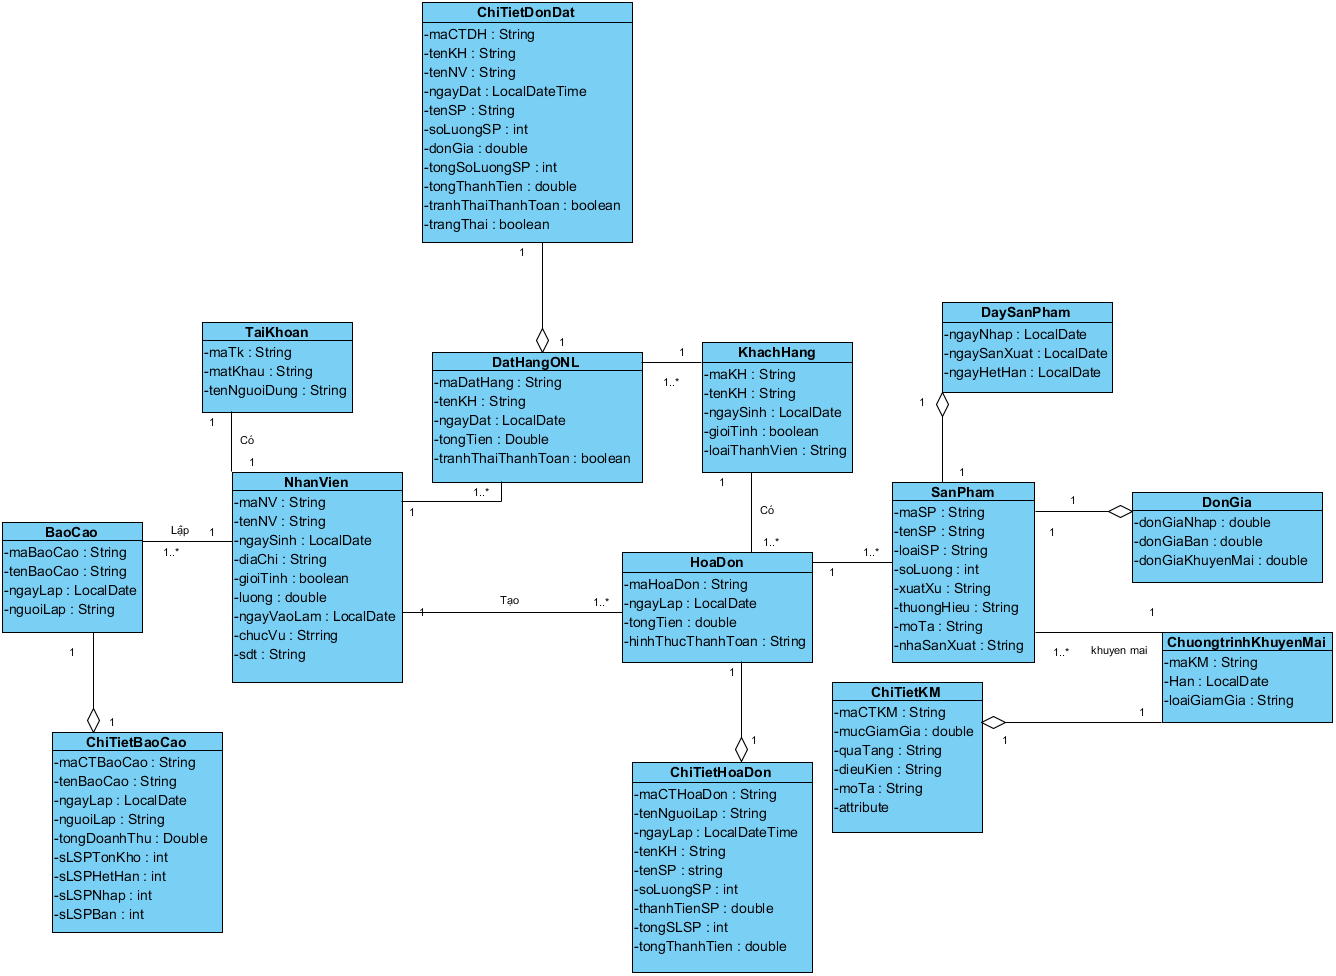 ChiTietDonDat
-maCTDH : String
-tenKH : String
-tenNV : String
-ngayDat : LocalDateTime
-tenSP : String
-soLuongSP : int
-donGia : double
-tongSoLuongSP : int
-tongThanhTien : double
-tranhThaiThanhToan : boolean
-trangThai : boolean
1
1
TaiKhoan
-maTk : String
-matKhau : String
-tenNguoiDung : String
1
Có
1
DatHangONL
-maDatHang : String
-tenKH : String
-ngayDat : LocalDate
-tongTien : Double
-tranhThaiThanhToan : boolean
1
1..*
1..*
1
KhachHang
-maKH : String
-tenKH : String
-ngaySinh : LocalDate
-gioiTinh : boolean
-loaiThanhVien : String
1
Có
1..*
DaySanPham
-ngayNhap : LocalDate
-ngaySanXuat : LocalDate
-ngayHetHan : LocalDate
1
1
NhanVien
-maNV : String
-tenNV : String
-ngaySinh : LocalDate
-diaChi : String
-gioiTinh : boolean
-luong : double
-ngayVaoLam : LocalDate
-chucVu : Strring
-sdt : String
Lập
1
1..*
BaoCao
-maBaoCao : String
-tenBaoCao : String
-ngayLap : LocalDate
-nguoiLap : String
1
1
1
Tạo
1..*
HoaDon
-maHoaDon : String
-ngayLap : LocalDate
-tongTien : double
-hinhThucThanhToan : String
1..*
1
1
1
SanPham
-maSP : String
-tenSP : String
-loaiSP : String
-soLuong : int
-xuatXu : String
-thuongHieu : String
-moTa : String
-nhaSanXuat : String
1
1
DonGia
-donGiaNhap : double
-donGiaBan : double
-donGiaKhuyenMai : double
1
1..*
khuyen mai
ChuongtrinhKhuyenMai
-maKM : String
-Han : LocalDate
-loaiGiamGia : String
1
1
ChiTietKM
-maCTKM : String
-mucGiamGia : double
-quaTang : String
-dieuKien : String
-moTa : String
-attribute
ChiTietBaoCao
-maCTBaoCao : String
-tenBaoCao : String
-ngayLap : LocalDate
-nguoiLap : String
-tongDoanhThu : Double
-sLSPTonKho : int
-sLSPHetHan : int
-sLSPNhap : int
-sLSPBan : int
ChiTietHoaDon
-maCTHoaDon : String
-tenNguoiLap : String
-ngayLap : LocalDateTime
-tenKH : String
-tenSP : string
-soLuongSP : int
-thanhTienSP : double
-tongSLSP : int
-tongThanhTien : double